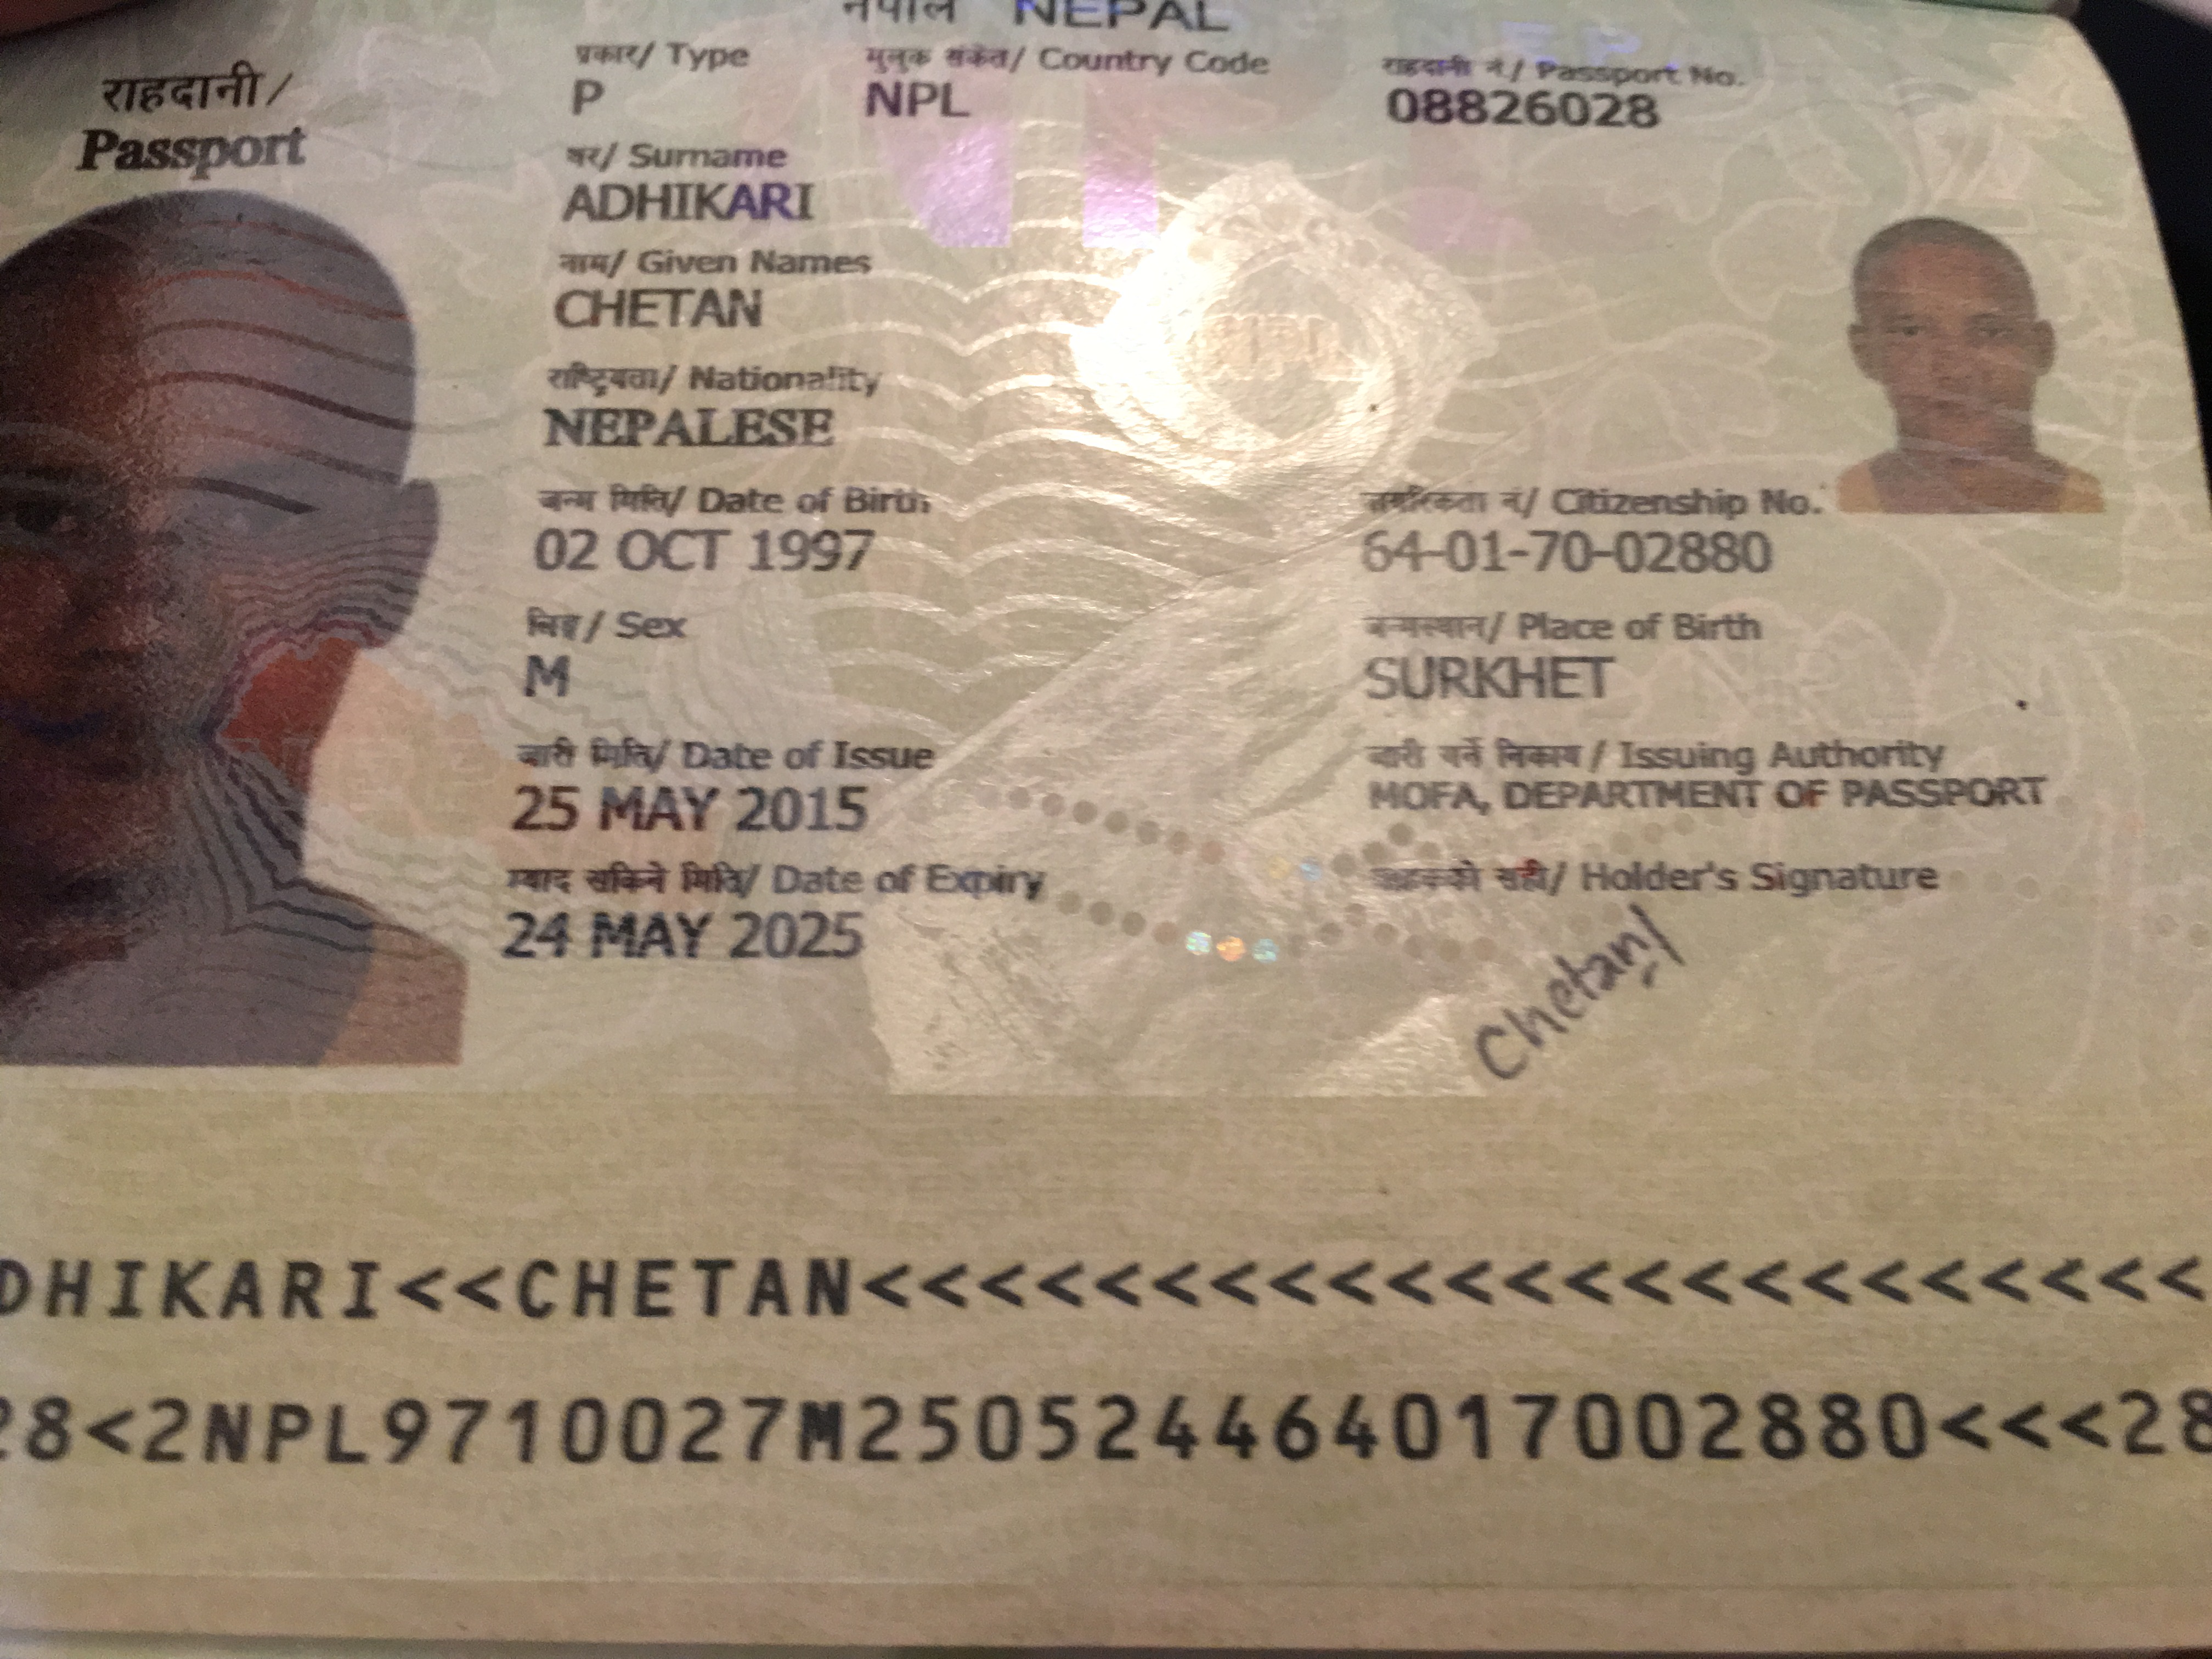 नेपाल NEPAL
राहदानी/
Passport
प्रकार/ Type
P
मुलुक संकेत/ Country Code
NPL
राहदानी नं/ Passport No.
08826028
थर/ Surname
ADHIKARI
नाम/ Given Names
CHETAN
राष्ट्रियता/ Nationality
NEPALESE
जन्म मिति/ Date of Birth
02 OCT 1997
नागरिकता नं/ Citizenship No.
64-01-70-02880
लिङ्ग/ Sex
M
जन्मस्थान/ Place of Birth
SURKHET
जारी मिति/ Date of Issue
25 MAY 2015
जारी गर्ने निकाय / Issuing Authority
MOFA, DEPARTMENT OF PASSPORT
म्याद सकिने मिति/ Date of Expiry
24 MAY 2025
सही/ Holder's Signature
Chetan
DHIKARI<<CHETAN<<<<<<<<<<<<<<<<<<<<<<<
28<2NPL9710027M250524464017002880<<<28